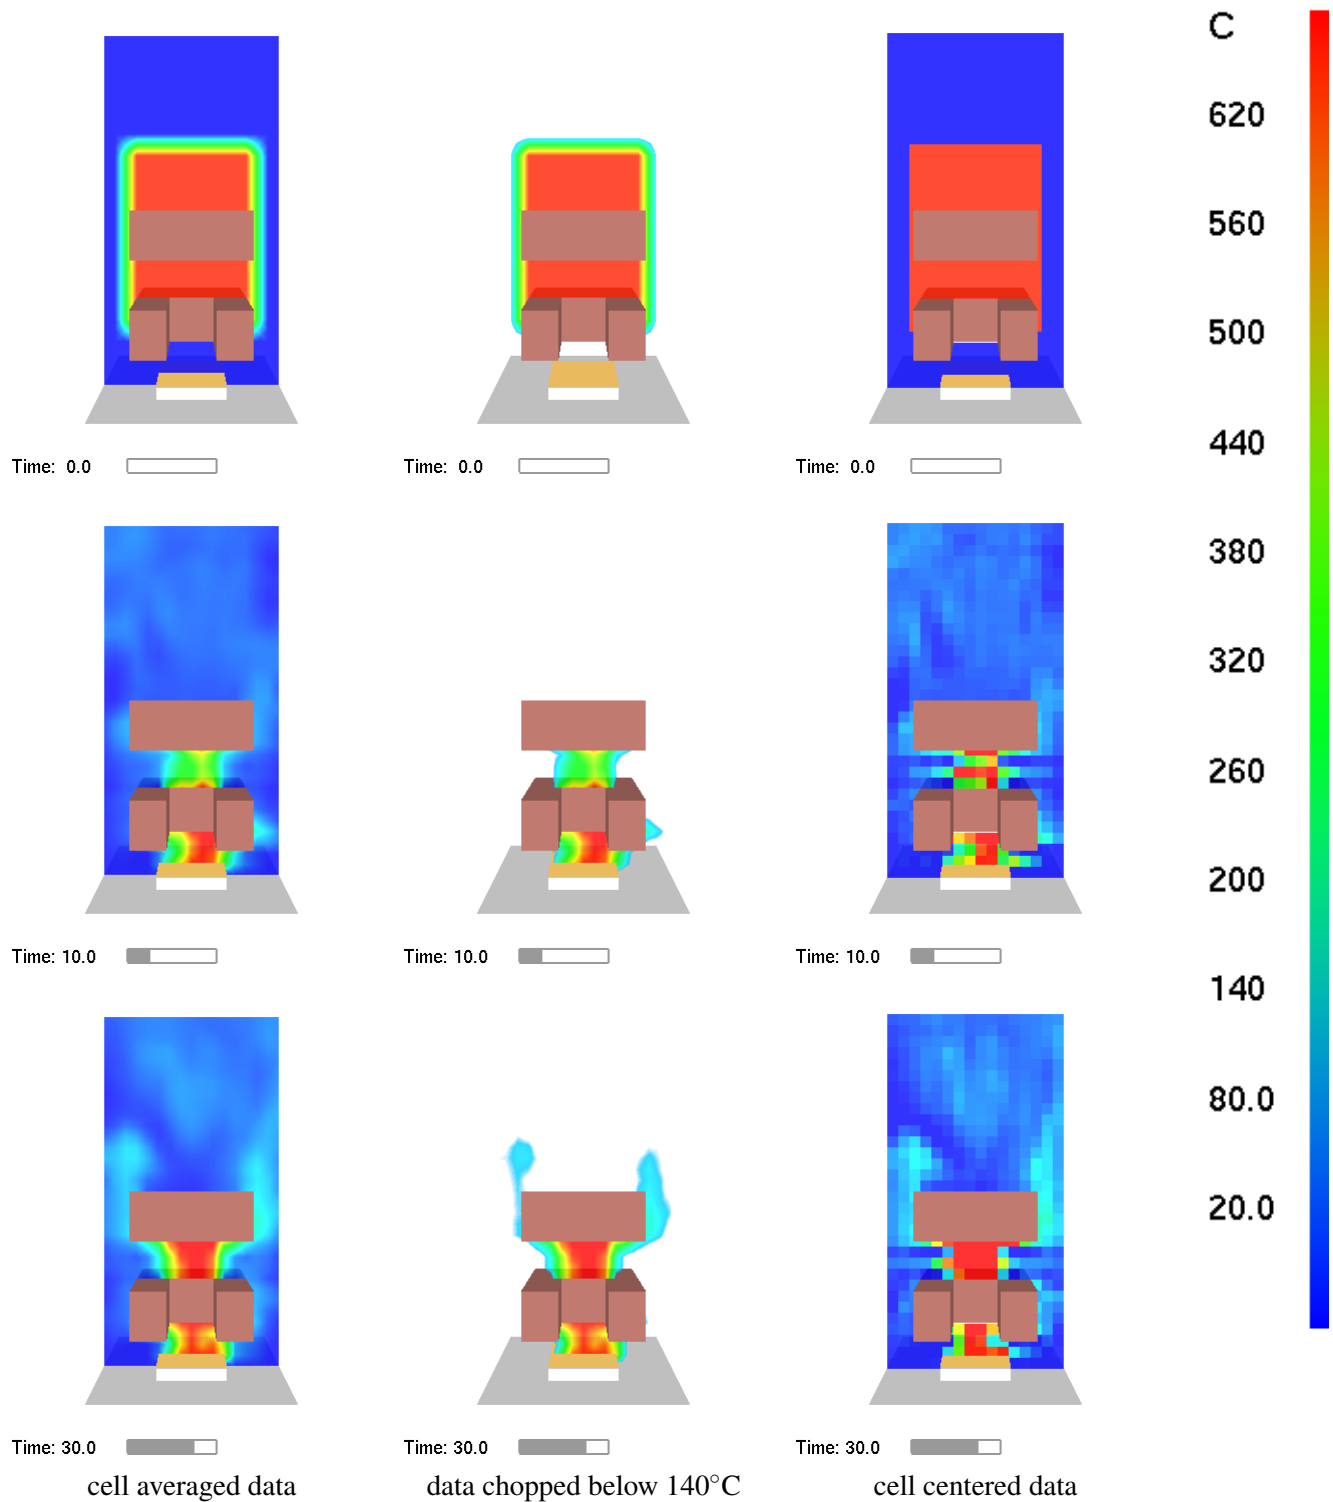 C
620
560
500
440
380
320
260
200
140
80.0
20.0
Time: 0.0
Time: 0.0
Time: 0.0
Time: 10.0
Time: 10.0
Time: 10.0
Time: 30.0
Time: 30.0
Time: 30.0
cell averaged data
data chopped below 140°C
cell centered data